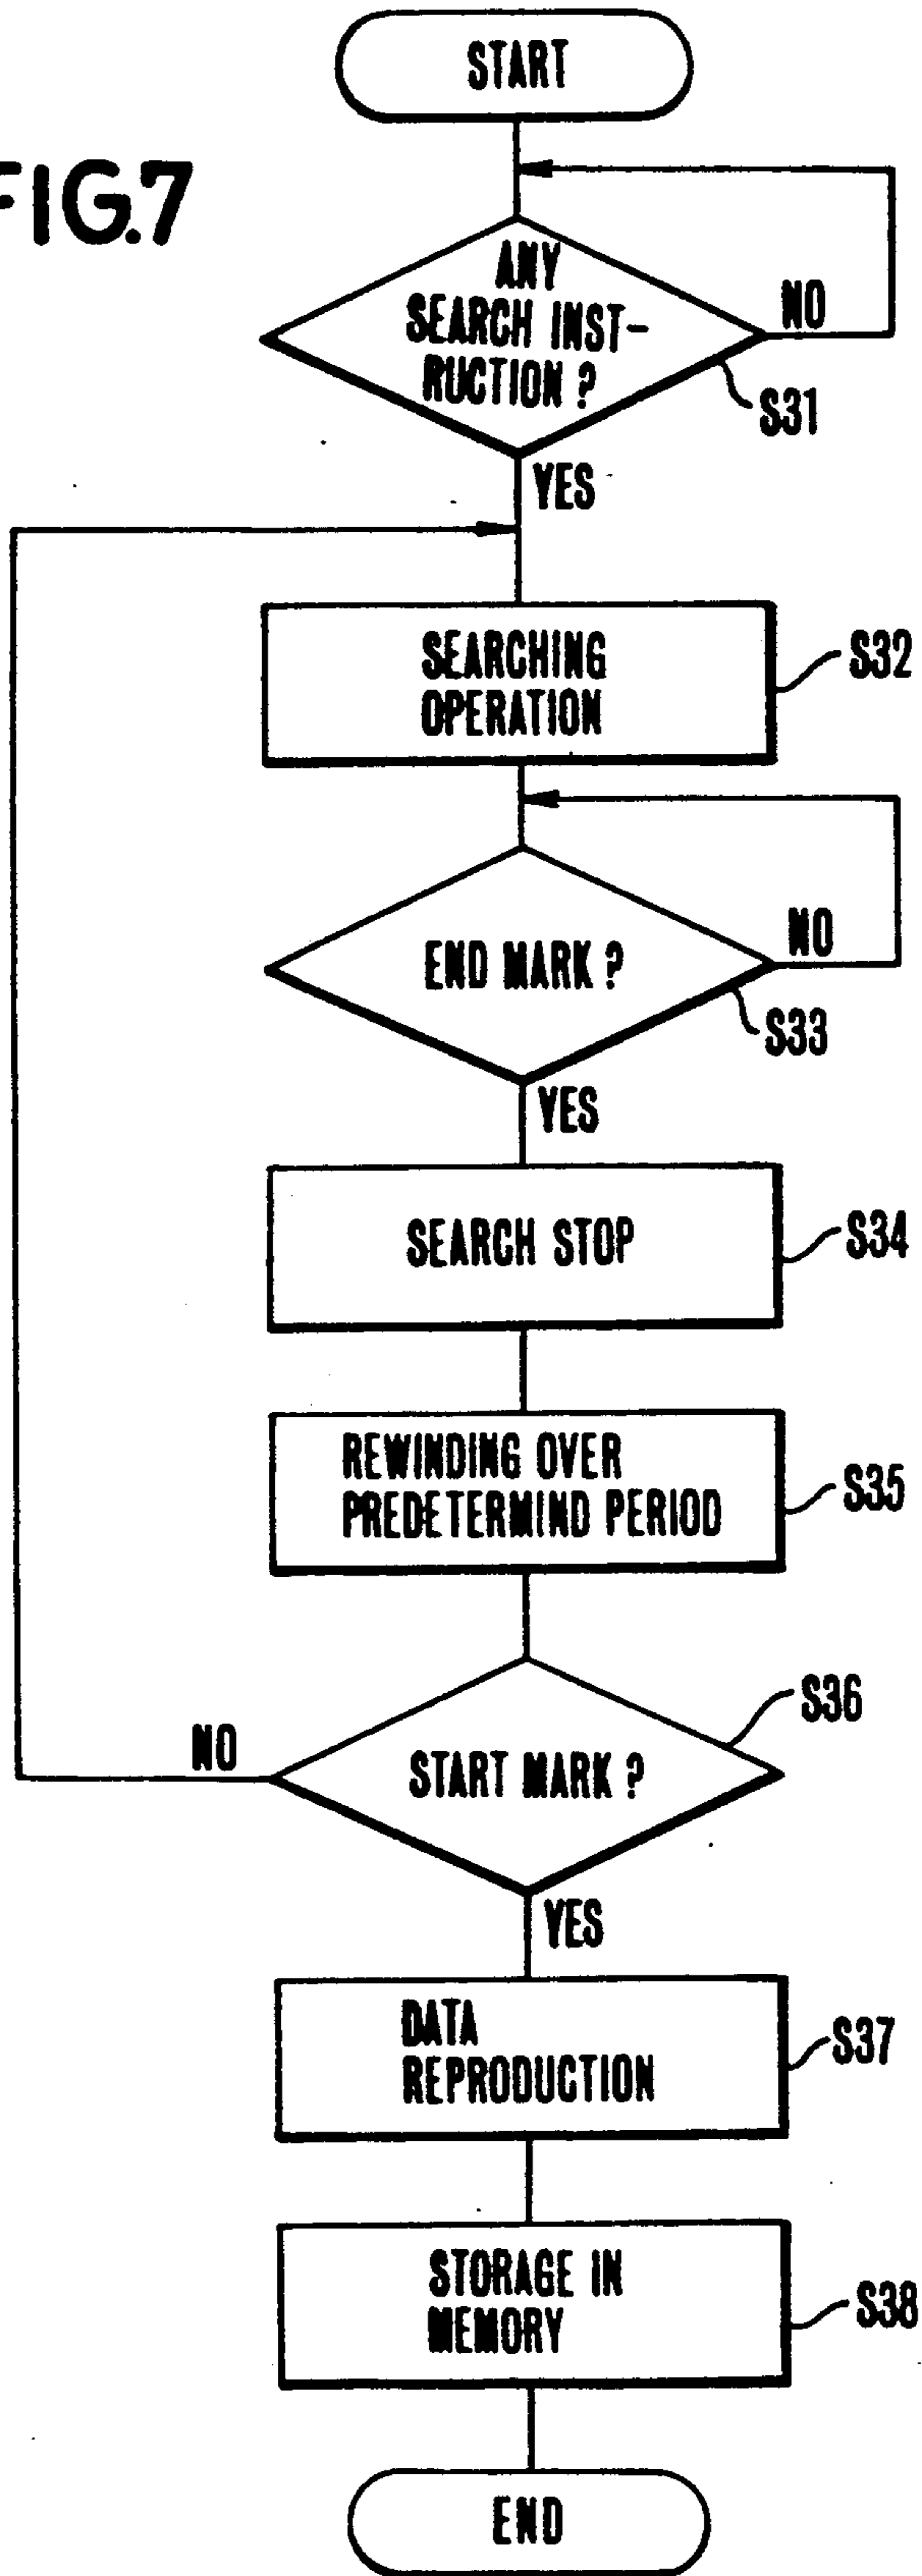 START
FIG.7
ANY
SEARCH INST-
RUCTION ?
NO
S31
YES
SEARCHING
OPERATION
S32
END MARK ?
NO
S33
YES
SEARCH STOP
S34
REWINDING OVER
PREDETERMIND PERIOD
S35
S36
NO
START MARK ?
YES
DATA
REPRODUCTION
S37
STORAGE IN
MEMORY
S38
END